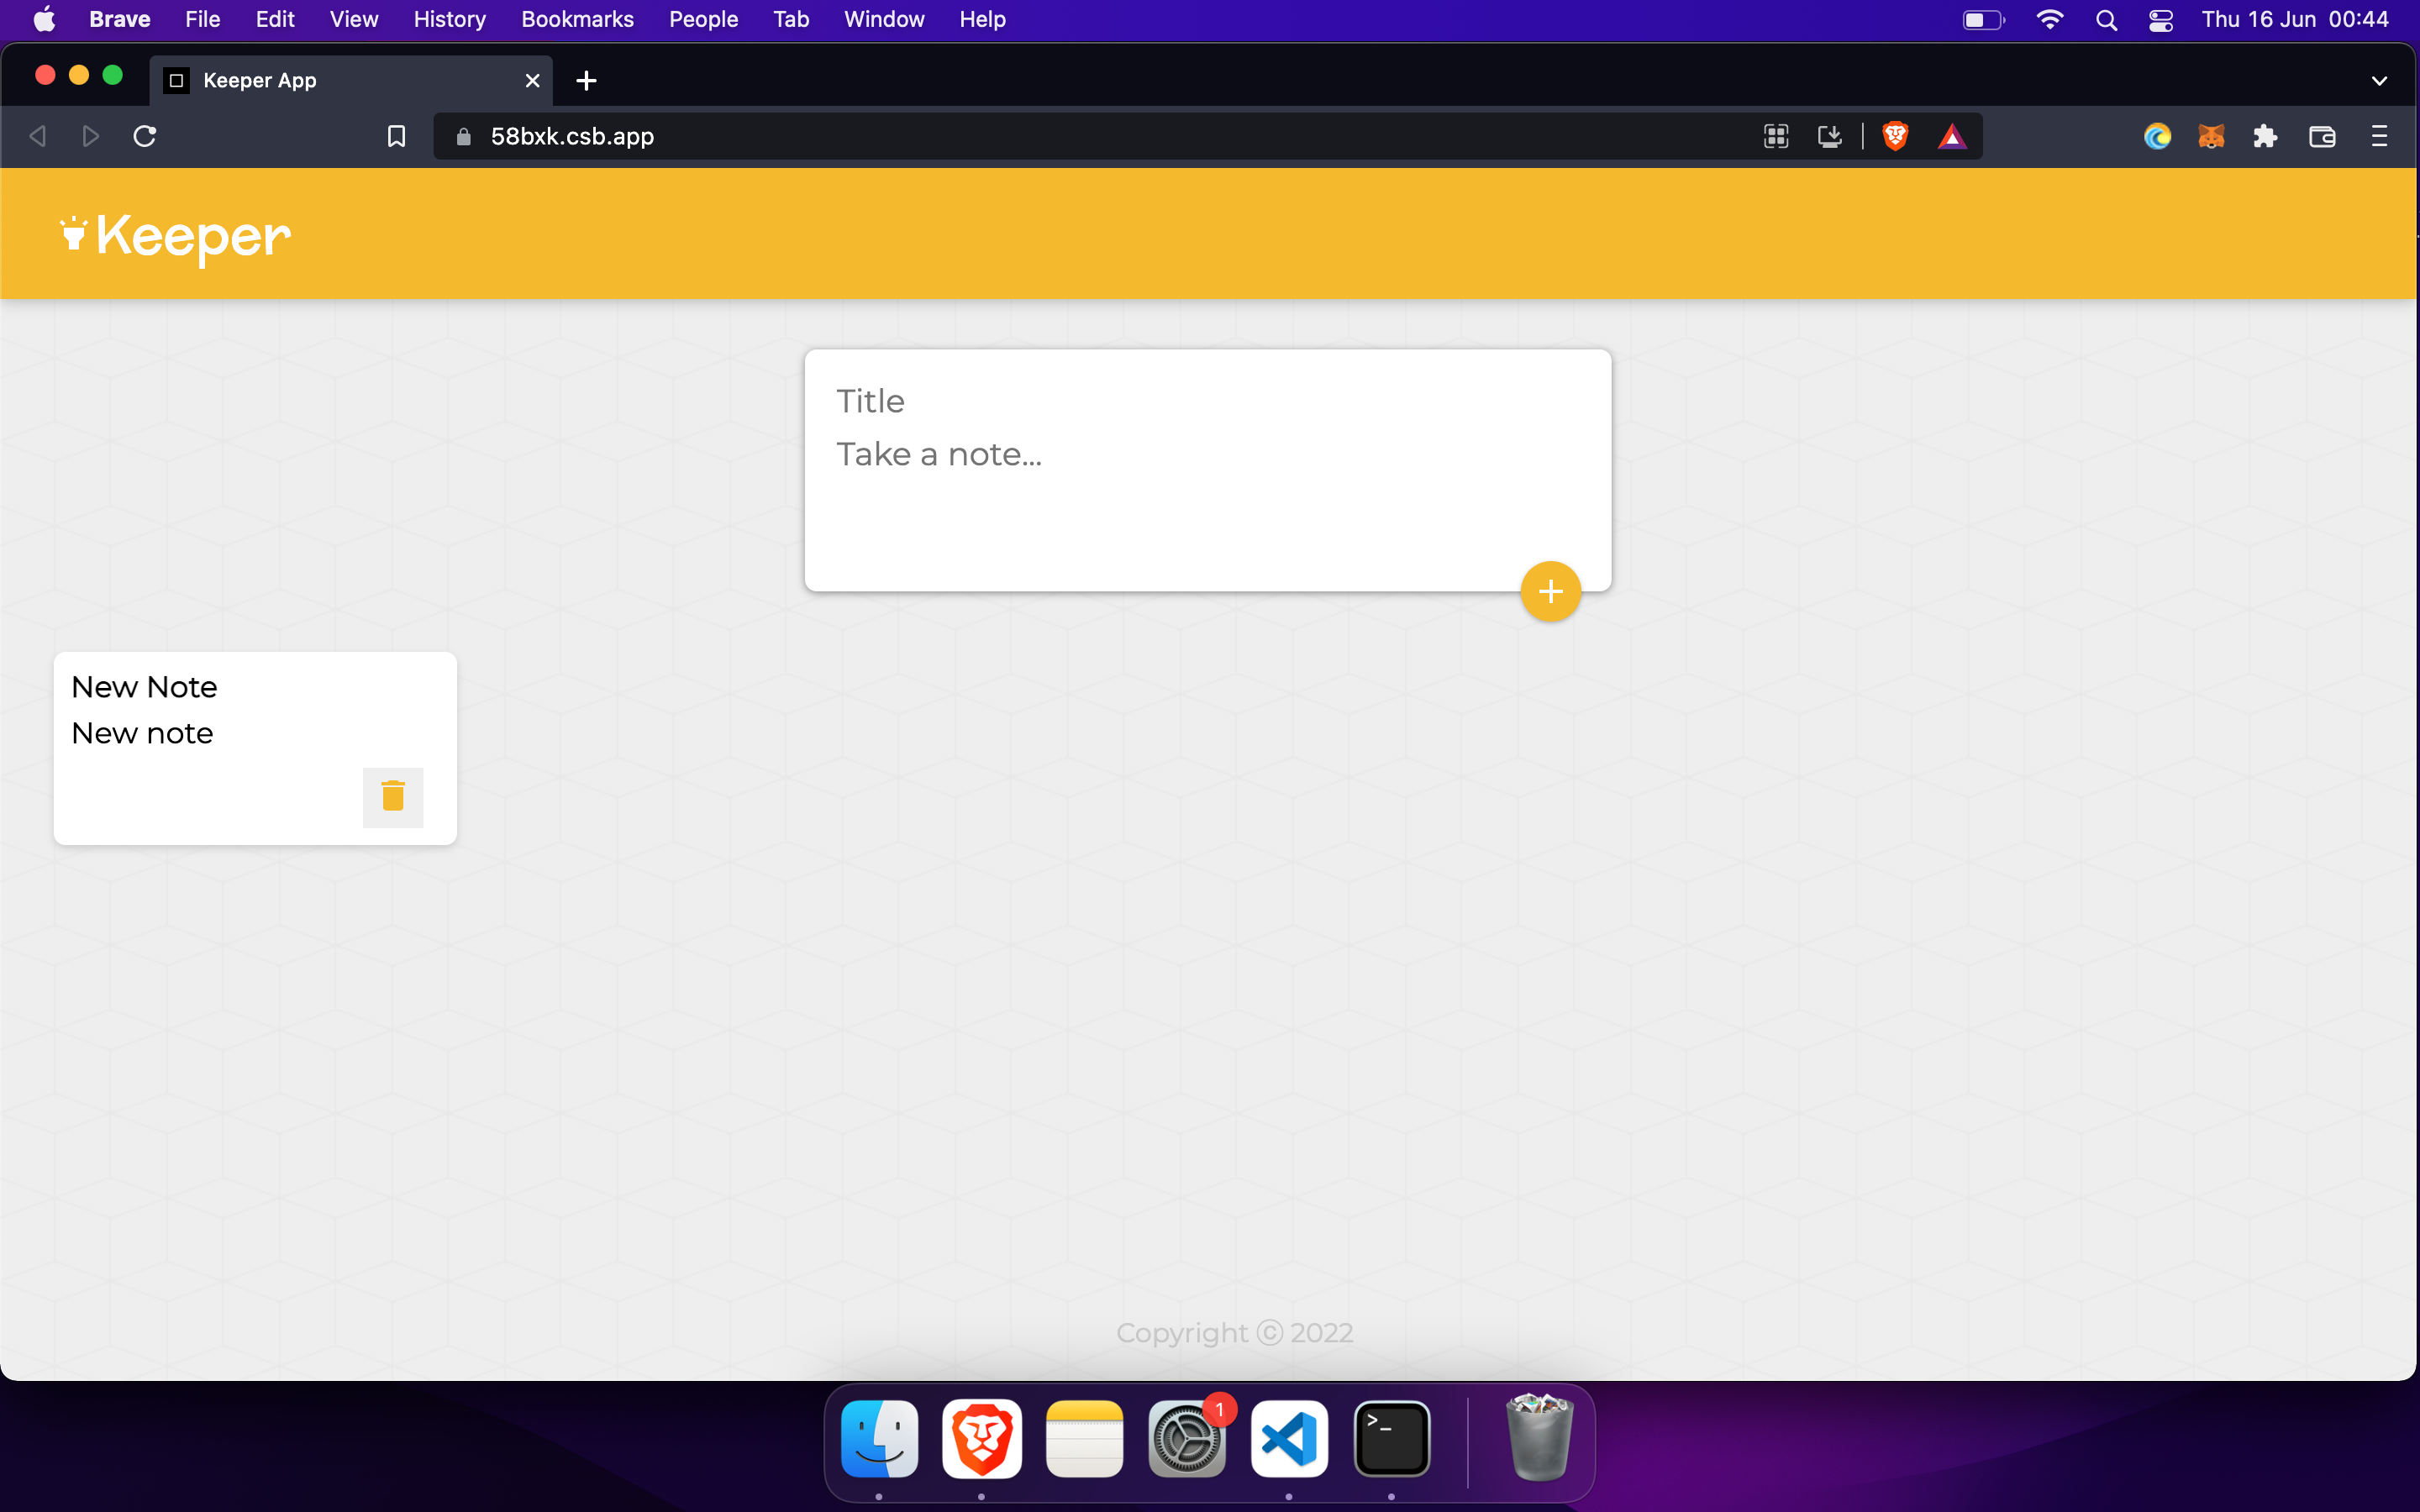 Brave File Edit View History Bookmarks People Tab Window Help Thu 16 Jun 00:44
Keeper App
58bxk.csb.app
Keeper
Title
Take a note...
New Note
New note
Copyright ⓒ 2022
1
>_